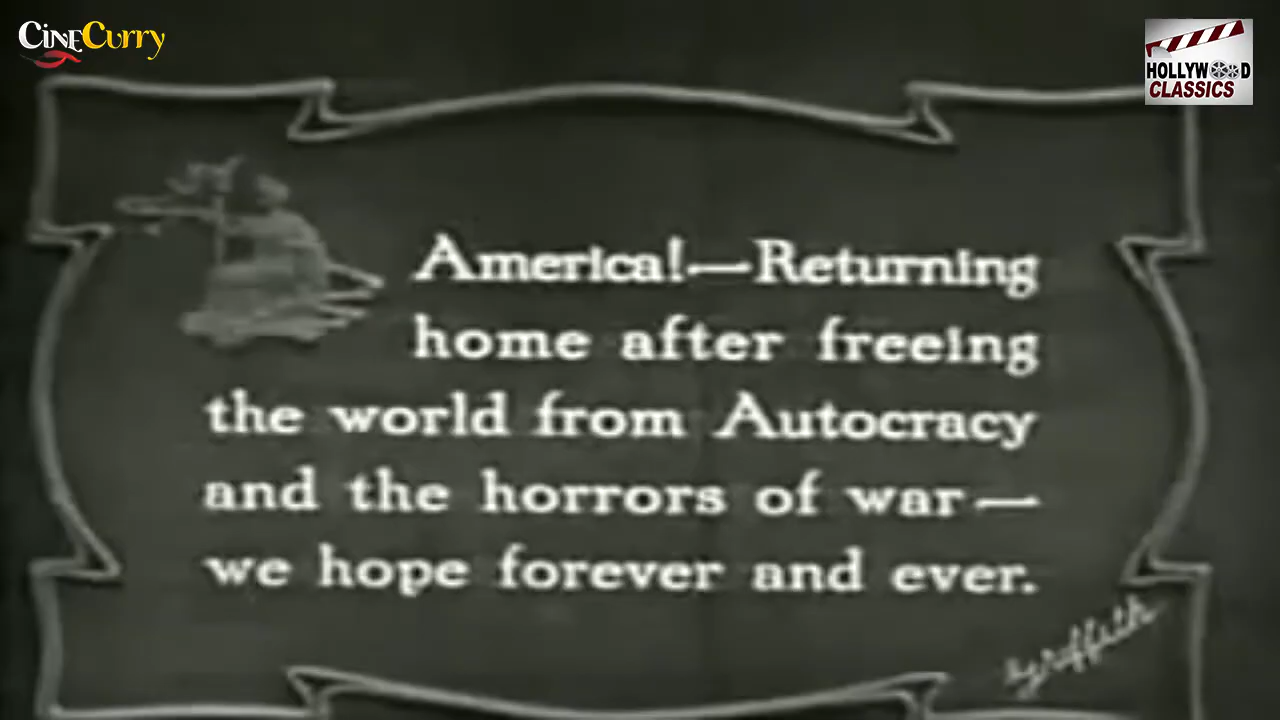 CineCurry
HOLLYWOOD
CLASSICS
America!—Returning
home after freeing
the world from Autocracy
and the horrors of war—
we hope forever and ever.
Griffith